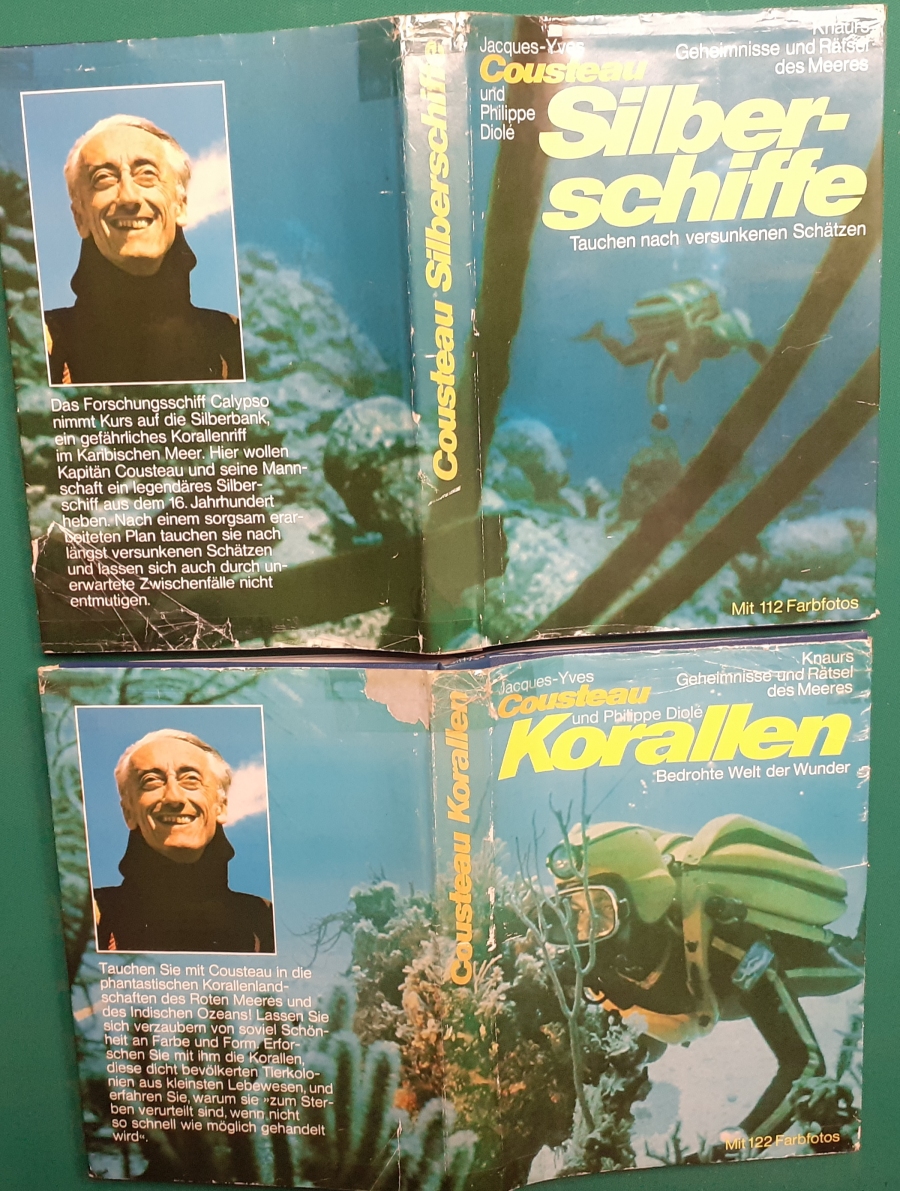 Das Forschungsschiff Calypso
nimmt Kurs auf die Silberbank,
ein gefährliches Korallenriff
im Karibischen Meer. Hier wollen
Kapitän Cousteau und seine Mann-
schaft ein legendäres Silber-
schiff aus dem 16. Jahrhundert
heben. Nach einem sorgsam erar-
beiteten Plan tauchen sie nach
längst versunkenen Schätzen
und lassen sich auch durch un-
erwartete Zwischenfälle nicht
entmutigen.
Cousteau Silberschiffe
Jacques-Yves
Cousteau
und
Philippe
Diolé
Knaurs
Geheimnisse und Rätsel
des Meeres
Silber-
schiffe
Tauchen nach versunkenen Schätzen
Mit 112 Farbfotos
Tauchen Sie mit Cousteau in die
phantastischen Korallenland-
schaften des Roten Meeres und
des Indischen Ozeans! Lassen Sie
sich verzaubern von soviel Schön-
heit an Farbe und Form. Erfor-
schen Sie mit ihm die Korallen,
diese dicht bevölkerten Tierkolo-
nien aus kleinsten Lebewesen, und
erfahren Sie, warum sie »zum Ster-
ben verurteilt sind, wenn nicht
so schnell wie möglich gehandelt
wird«.
Cousteau Korallen
Jacques-Yves
Cousteau
und Philippe Diolé
Knaurs
Geheimnisse und Rätsel
des Meeres
Korallen
Bedrohte Welt der Wunder
Mit 122 Farbfotos